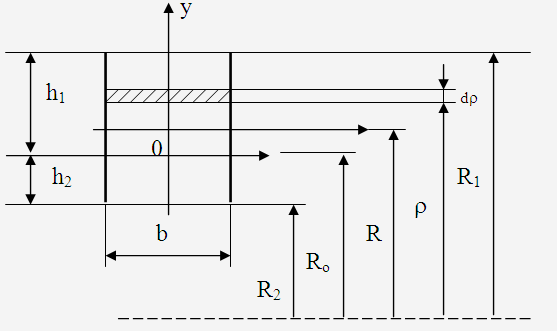 y
h₁
dρ
0
h₂
R₁
ρ
b
R
Rₒ
R₂